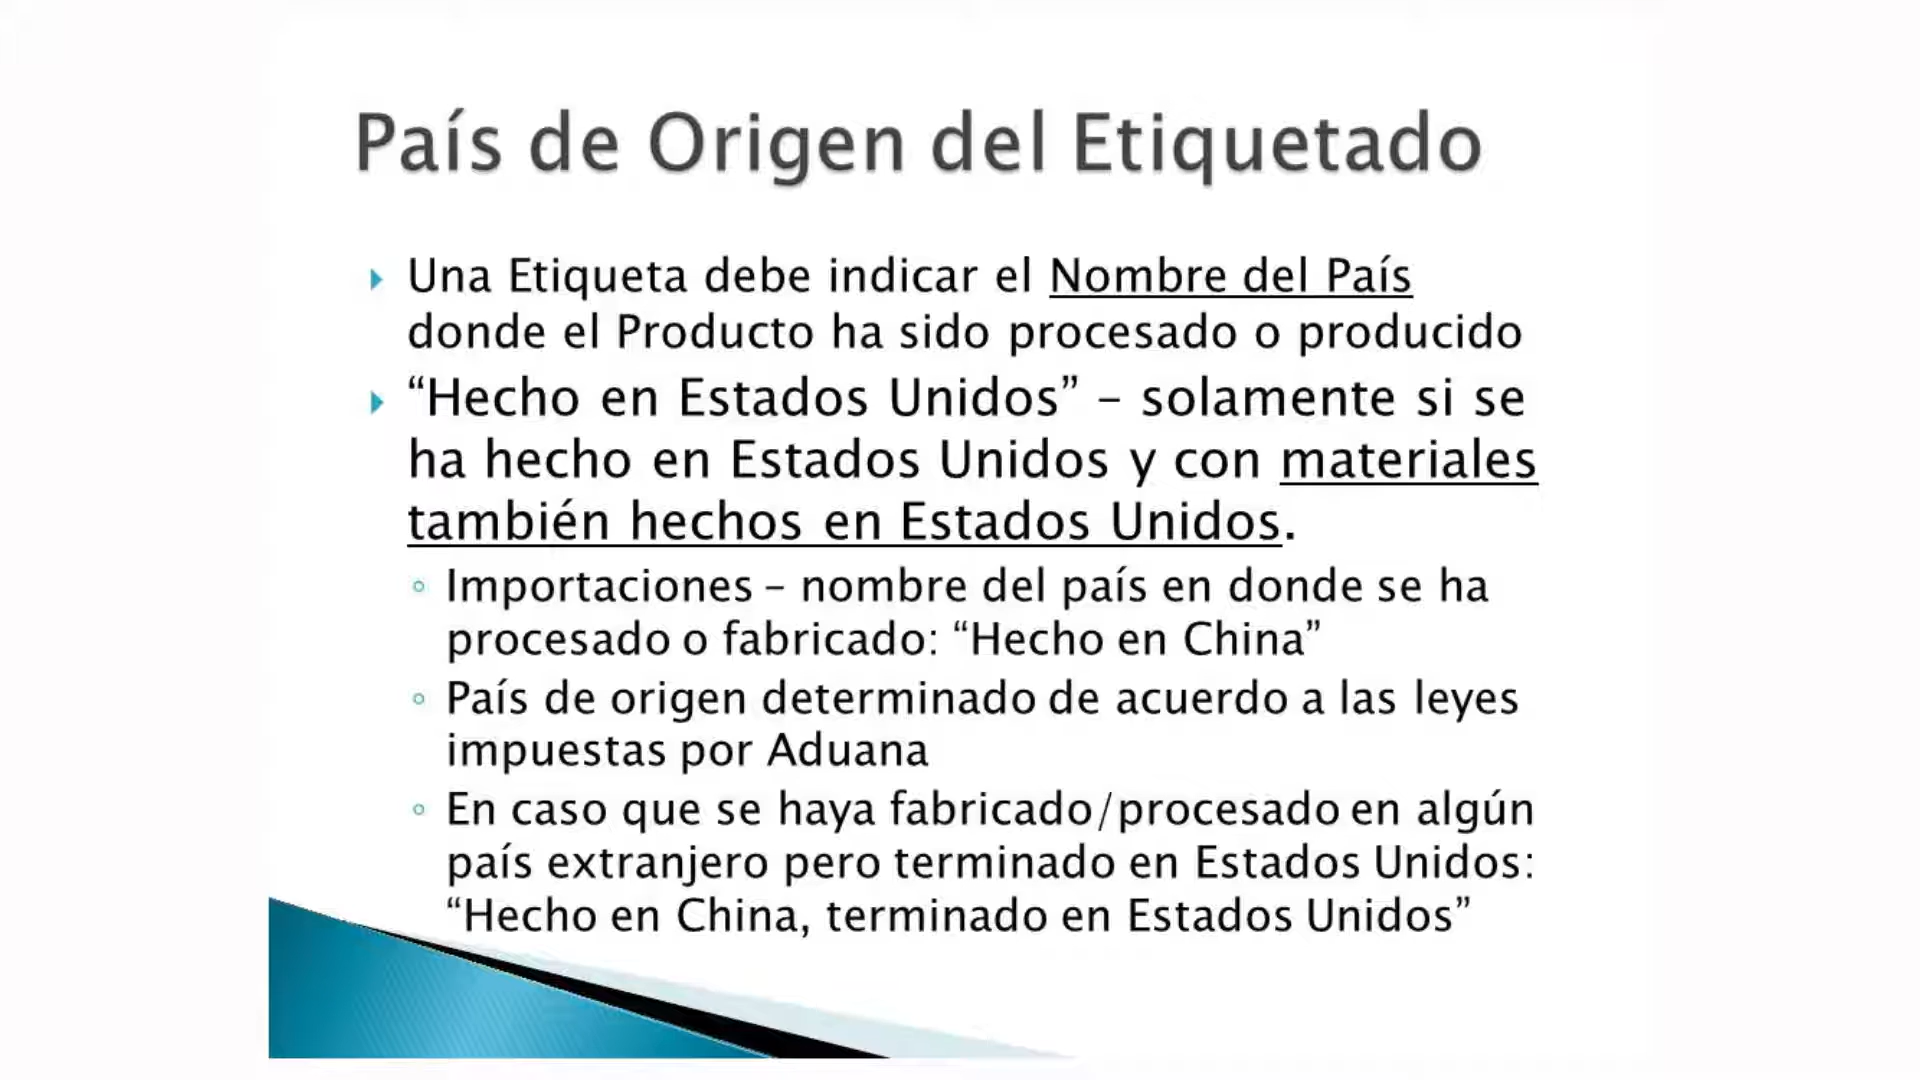 País de Origen del Etiquetado
Una Etiqueta debe indicar el Nombre del País
donde el Producto ha sido procesado o producido
“Hecho en Estados Unidos” – solamente si se
ha hecho en Estados Unidos y con materiales
también hechos en Estados Unidos.
Importaciones – nombre del país en donde se ha
procesado o fabricado: “Hecho en China”
País de origen determinado de acuerdo a las leyes
impuestas por Aduana
En caso que se haya fabricado/procesado en algún
país extranjero pero terminado en Estados Unidos:
“Hecho en China, terminado en Estados Unidos”